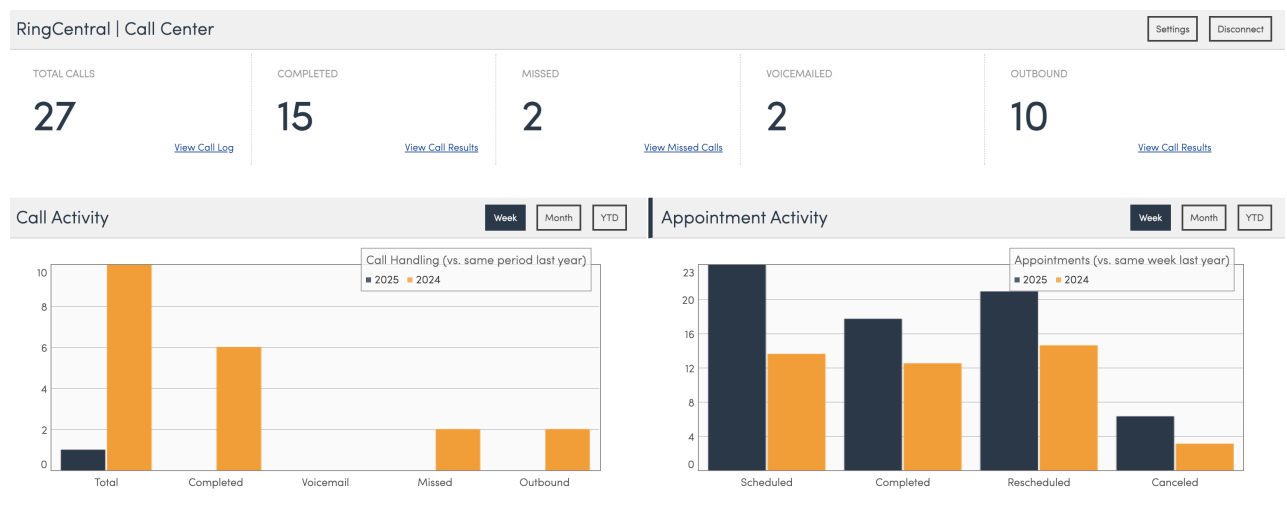 RingCentral | Call Center
Settings
Disconnect
TOTAL CALLS
27
View Call Log
COMPLETED
15
View Call Results
MISSED
2
View Missed Calls
VOICEMAILED
2
OUTBOUND
10
View Call Results
Call Activity
Week
Month
YTD
Call Handling (vs. same period last year)
2025 2024
10
8
6
4
2
0
Total Completed Voicemail Missed Outbound
Appointment Activity
Week
Month
YTD
Appointments (vs. same week last year)
2025 2024
23
20
16
12
8
4
0
Scheduled Completed Rescheduled Canceled